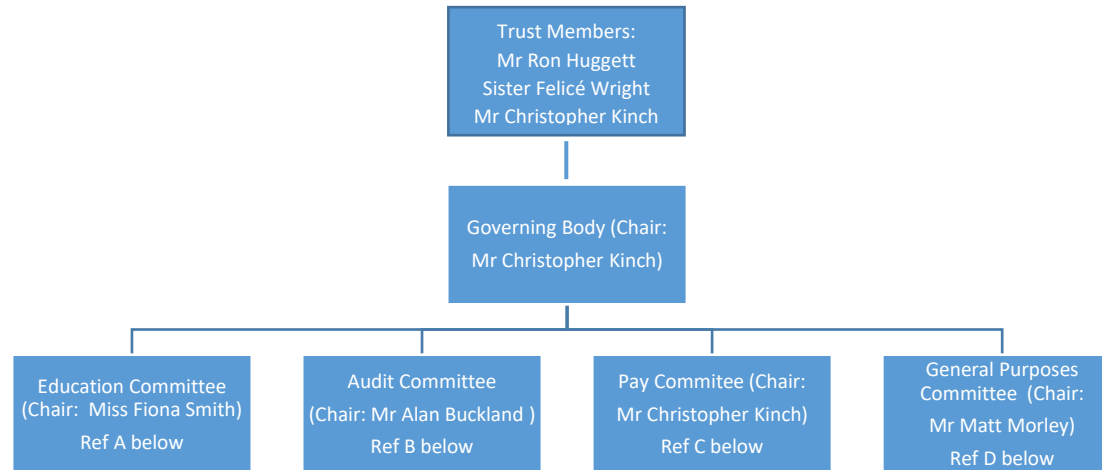 Trust Members:
Mr Ron Huggett
Sister Felicé Wright
Mr Christopher Kinch
Governing Body (Chair:
Mr Christopher Kinch)
Education Committee
(Chair:  Miss Fiona Smith)
Ref A below
Audit Committee
(Chair: Mr Alan Buckland )
Ref B below
Pay Commitee (Chair:
Mr Christopher Kinch)
Ref C below
General Purposes
Committee  (Chair:
Mr Matt Morley)
Ref D below